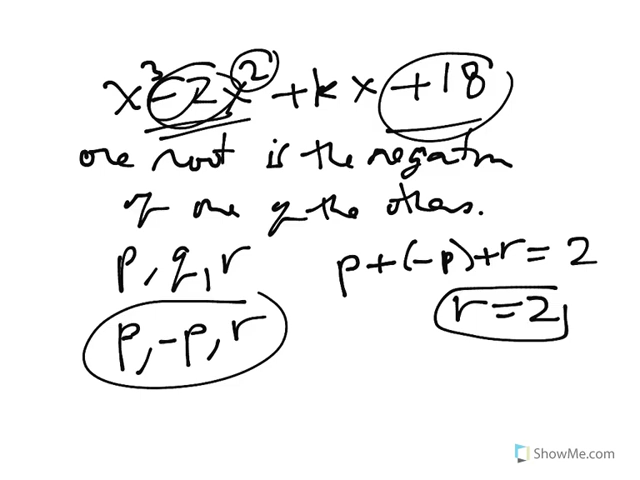 x³ - 2x² + kx + 18
one root is the negation
of one of the others.
p, q, r
p + (-p) + r = 2
p, -p, r
r = 2
ShowMe.com